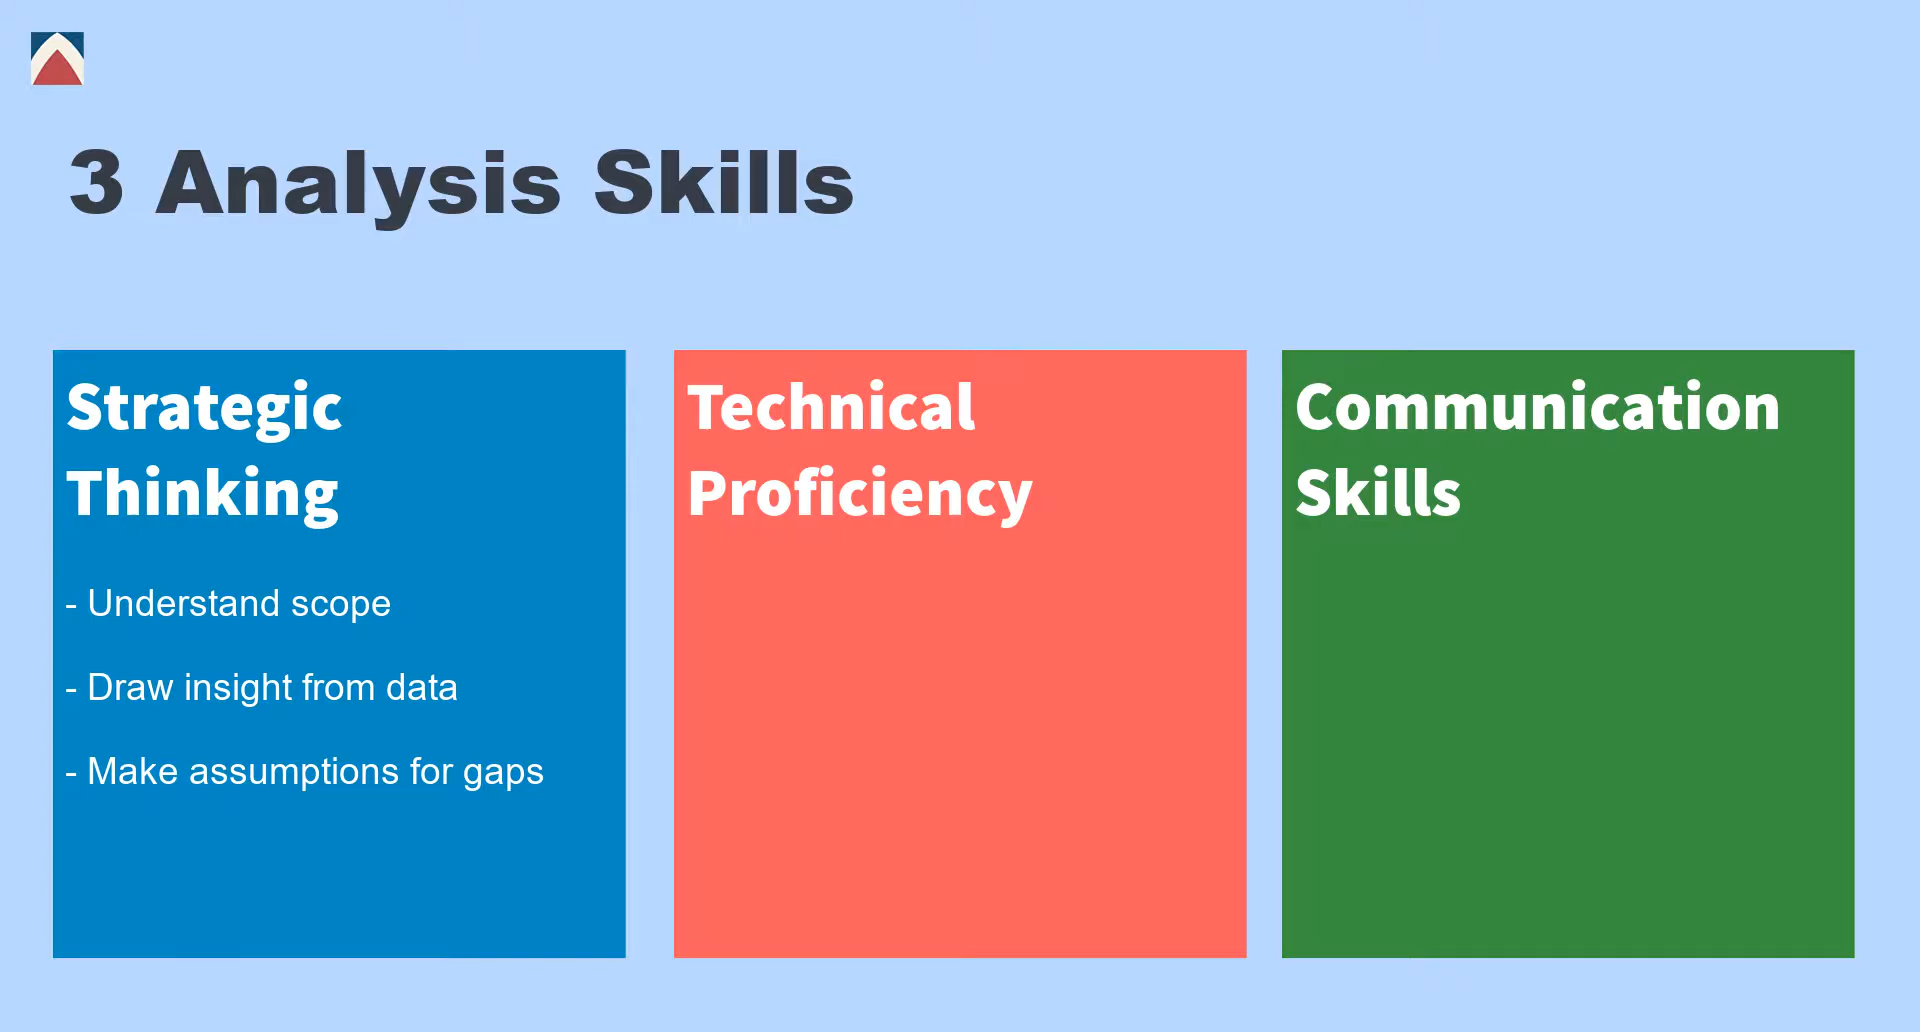 3 Analysis Skills
Strategic
Thinking
- Understand scope
- Draw insight from data
- Make assumptions for gaps
Technical
Proficiency
Communication
Skills